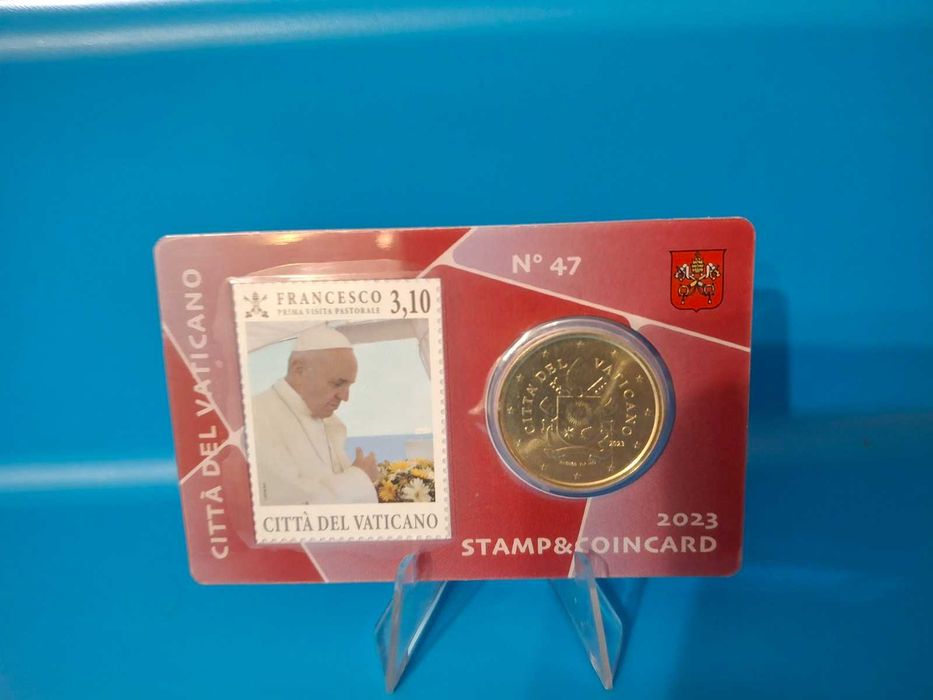 CITTÀ DEL VATICANO
FRANCESCO 3,10
PRIMA VISITA PASTORALE
CITTÀ DEL VATICANO
N° 47
CITTA' DEL VATICANO
2023
2023
STAMP&COINCARD